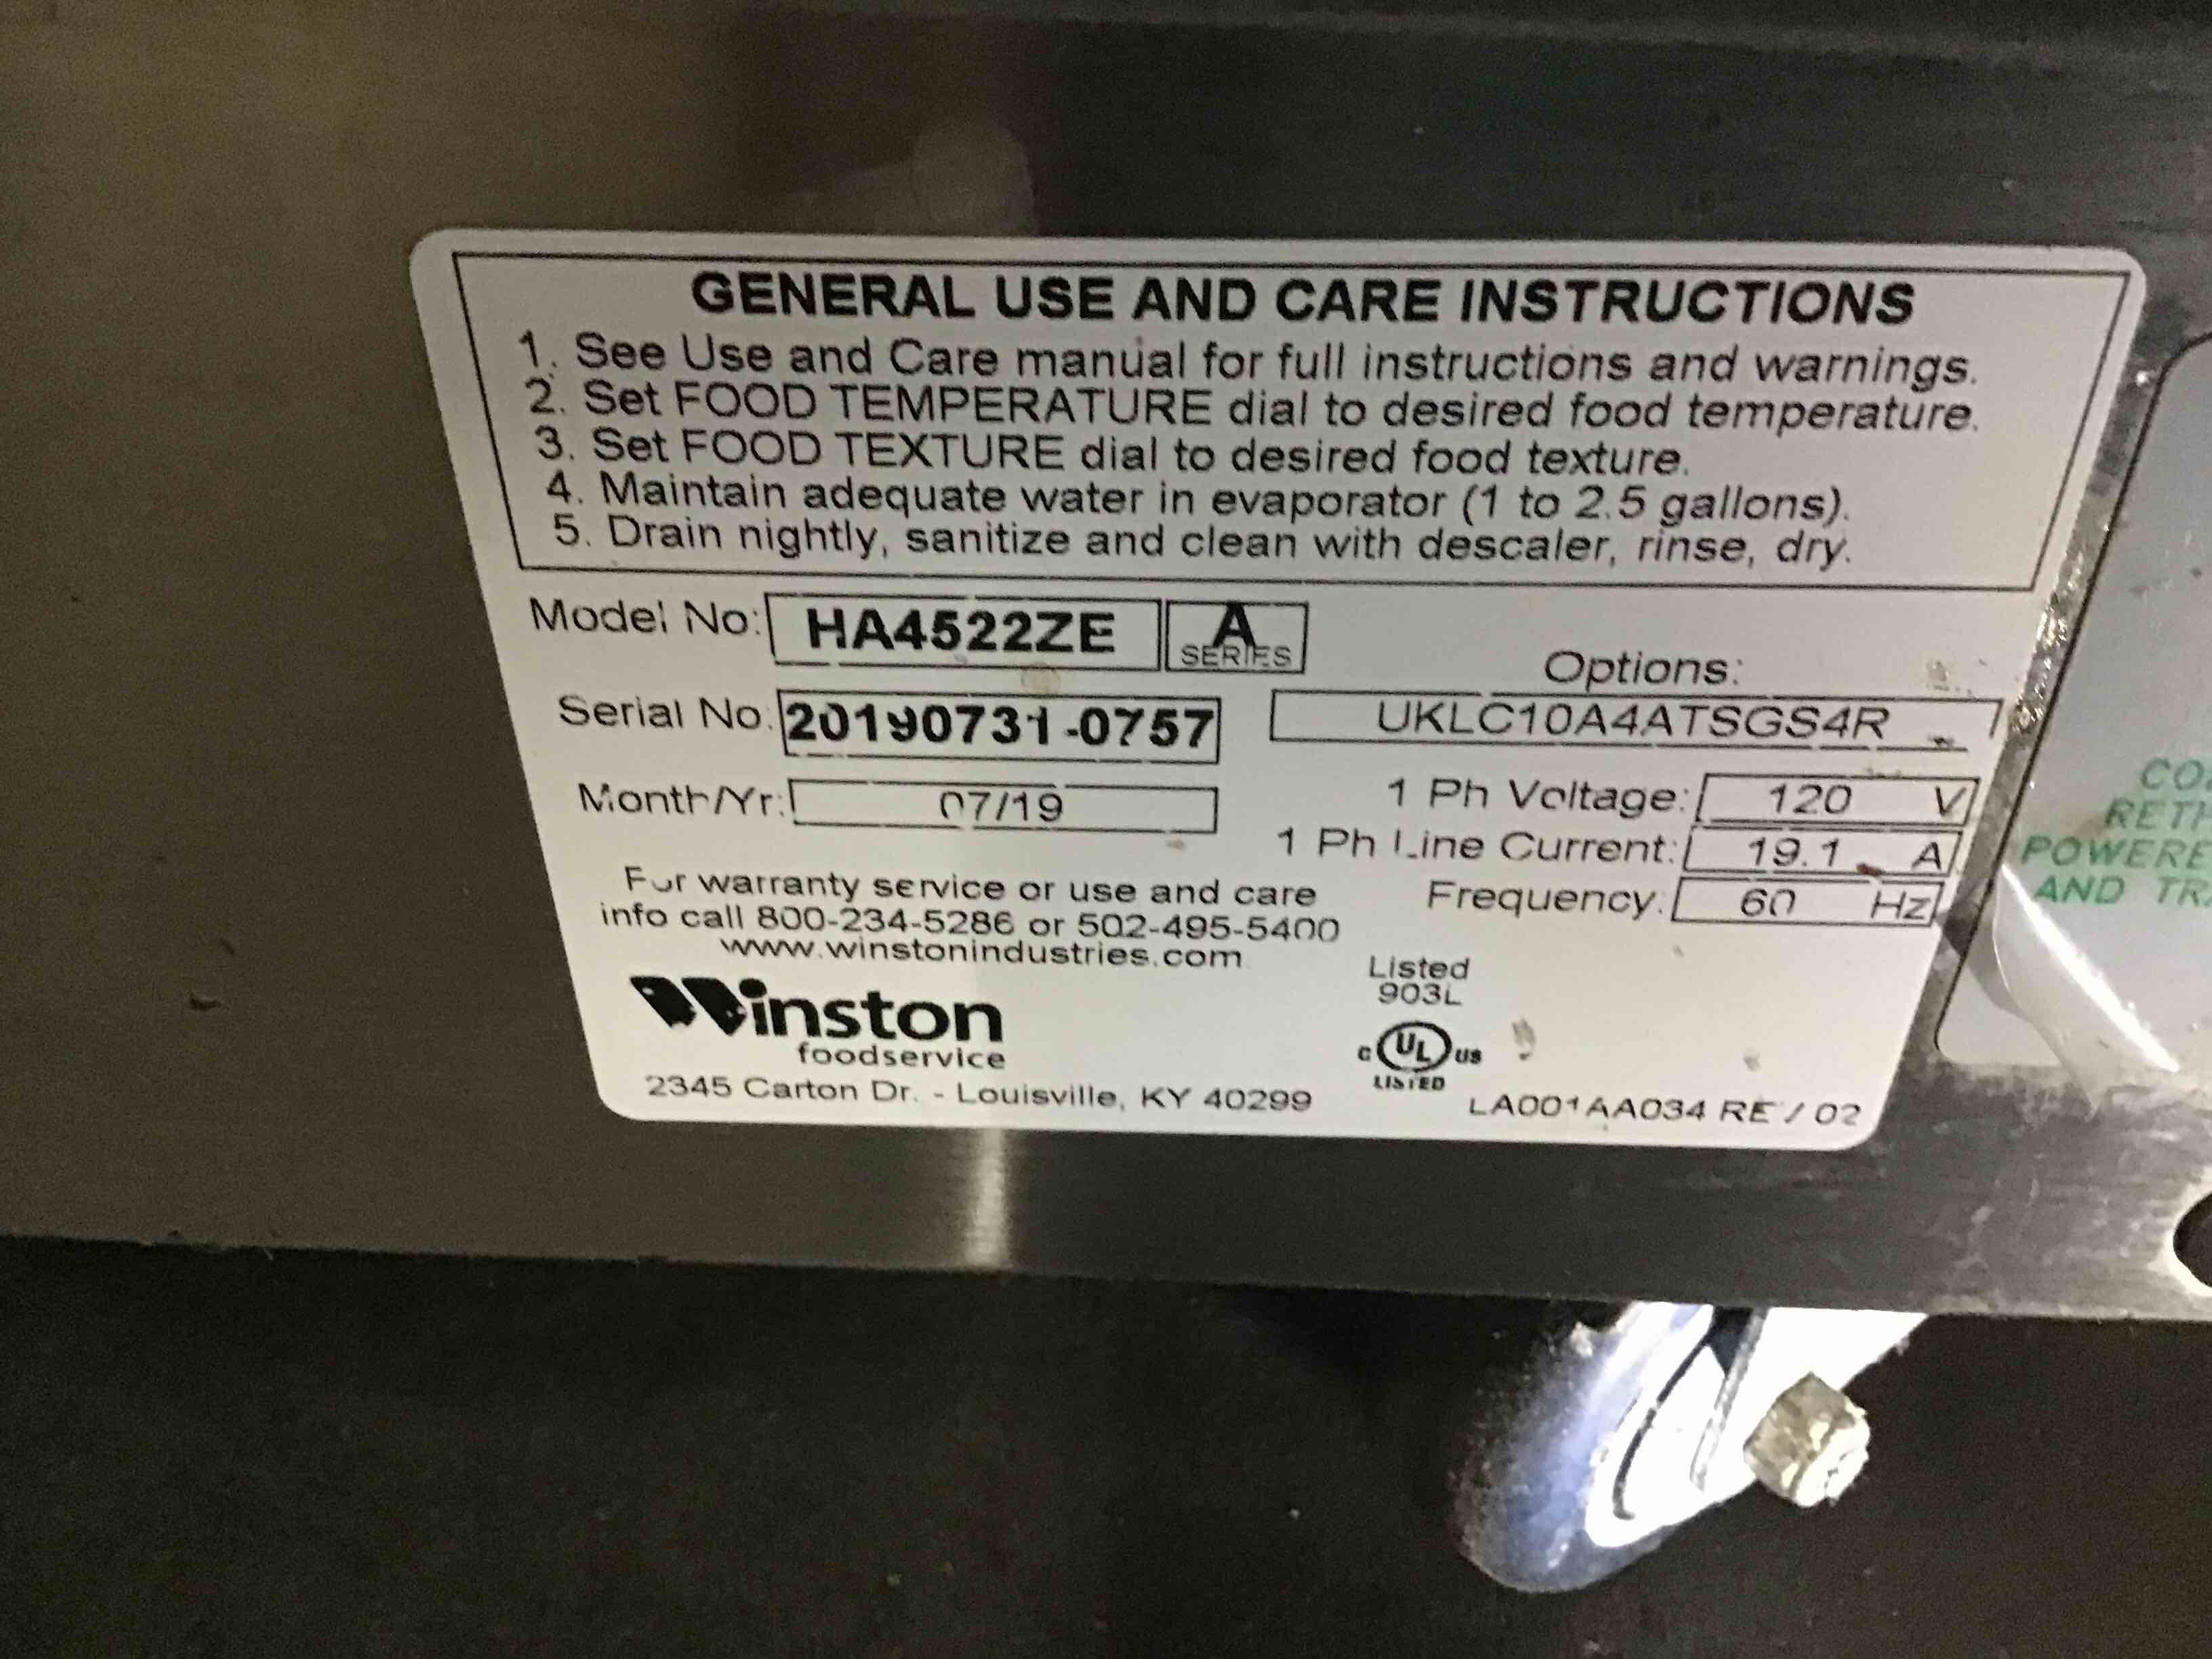 GENERAL USE AND CARE INSTRUCTIONS
1. See Use and Care manual for full instructions and warnings.
2. Set FOOD TEMPERATURE dial to desired food temperature.
3. Set FOOD TEXTURE dial to desired food texture.
4. Maintain adequate water in evaporator (1 to 2.5 gallons).
5. Drain nightly, sanitize and clean with descaler, rinse, dry.
Model No: HA4522ZE A SERIES
Options:
Serial No. 20190731-0757 UKLC10A4ATSGS4R
Month/Yr: 07/19
1 Ph Voltage: 120 V
1 Ph Line Current: 19.1 A
Frequency: 60 Hz
For warranty service or use and care
info call 800-234-5286 or 502-495-5400
www.winstonindustries.com
Winston
foodservice
2345 Carton Dr. - Louisville, KY 40299
Listed
903L
c UL us
LISTED
LA001AA034 REV 02
CO
RET
POWERE
AND TR